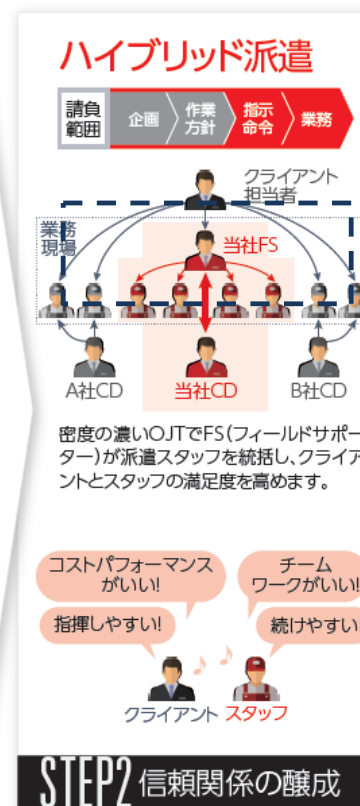 ハイブリッド派遣
請負
範囲
企画
作業
方針
指示
命令
業務
クライアント
担当者
業務
現場
当社FS
A社CD
当社CD
B社CD
密度の濃いOJTでFS(フィールドサポー
ター)が派遣スタッフを統括し、クライア
ントとスタッフの満足度を高めます。
コストパフォーマンス
がいい!
チーム
ワークがいい!
指揮しやすい!
続けやすい
クライアント スタッフ
STEP2 信頼関係の醸成